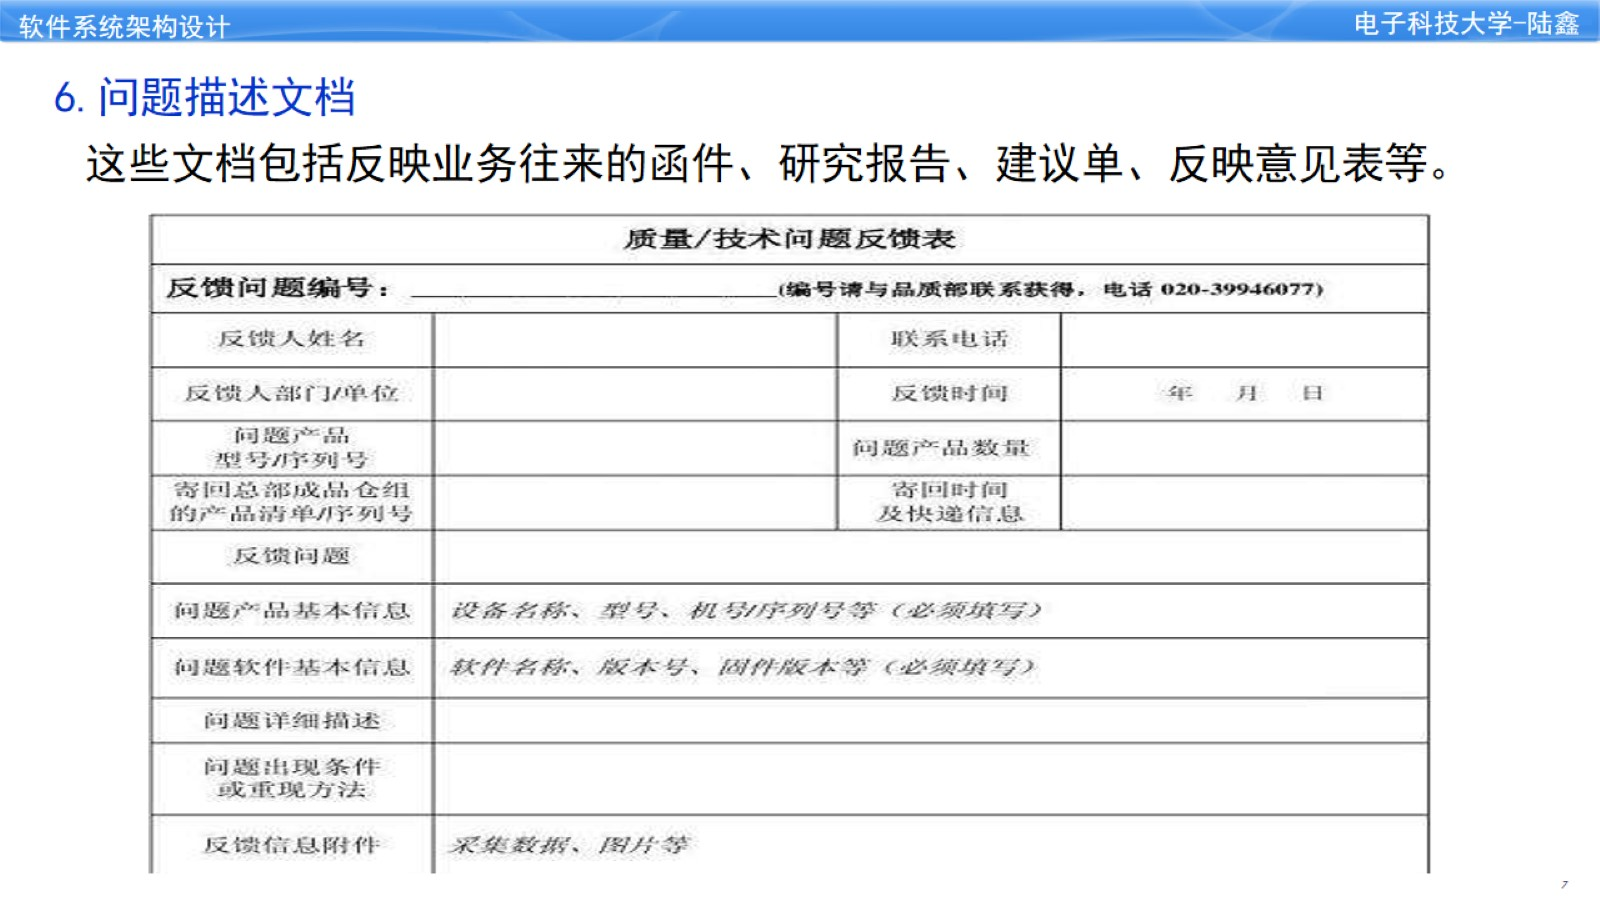 软件系统架构设计
电子科技大学-陆鑫
6. 问题描述文档
这些文档包括反映业务往来的函件、研究报告、建议单、反映意见表等。
质量/技术问题反馈表
反馈问题编号：____________________(编号请与品质部联系获得，电话 020-39946077)
反馈人姓名
联系电话
反馈人部门/单位
反馈时间
年 月 日
问题产品
型号/序列号
问题产品数量
寄回总部成品仓组
的产品清单/序列号
寄回时间
及快递信息
反馈问题
问题产品基本信息
设备名称、型号、机号/序列号等（必须填写）
问题软件基本信息
软件名称、版本号、固件版本等（必须填写）
问题详细描述
问题出现条件
或重现方法
反馈信息附件
采集数据、图片等
7